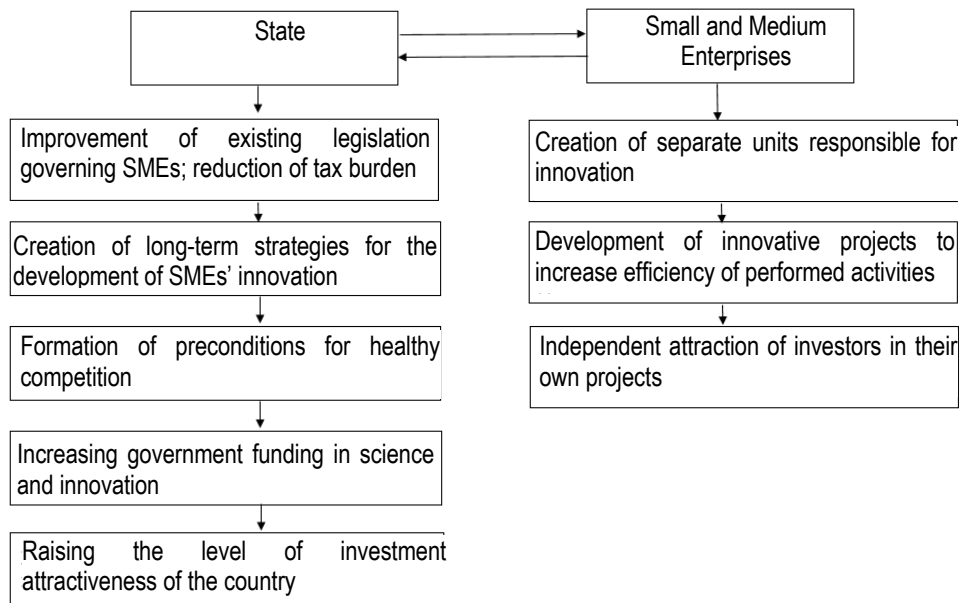 State
Small and Medium
Enterprises
Improvement of existing legislation
governing SMEs; reduction of tax burden
Creation of long-term strategies for the
development of SMEs' innovation
Formation of preconditions for healthy
competition
Increasing government funding in science
and innovation
Raising the level of investment
attractiveness of the country
Creation of separate units responsible for
innovation
Development of innovative projects to
increase efficiency of performed activities
Independent attraction of investors in their
own projects